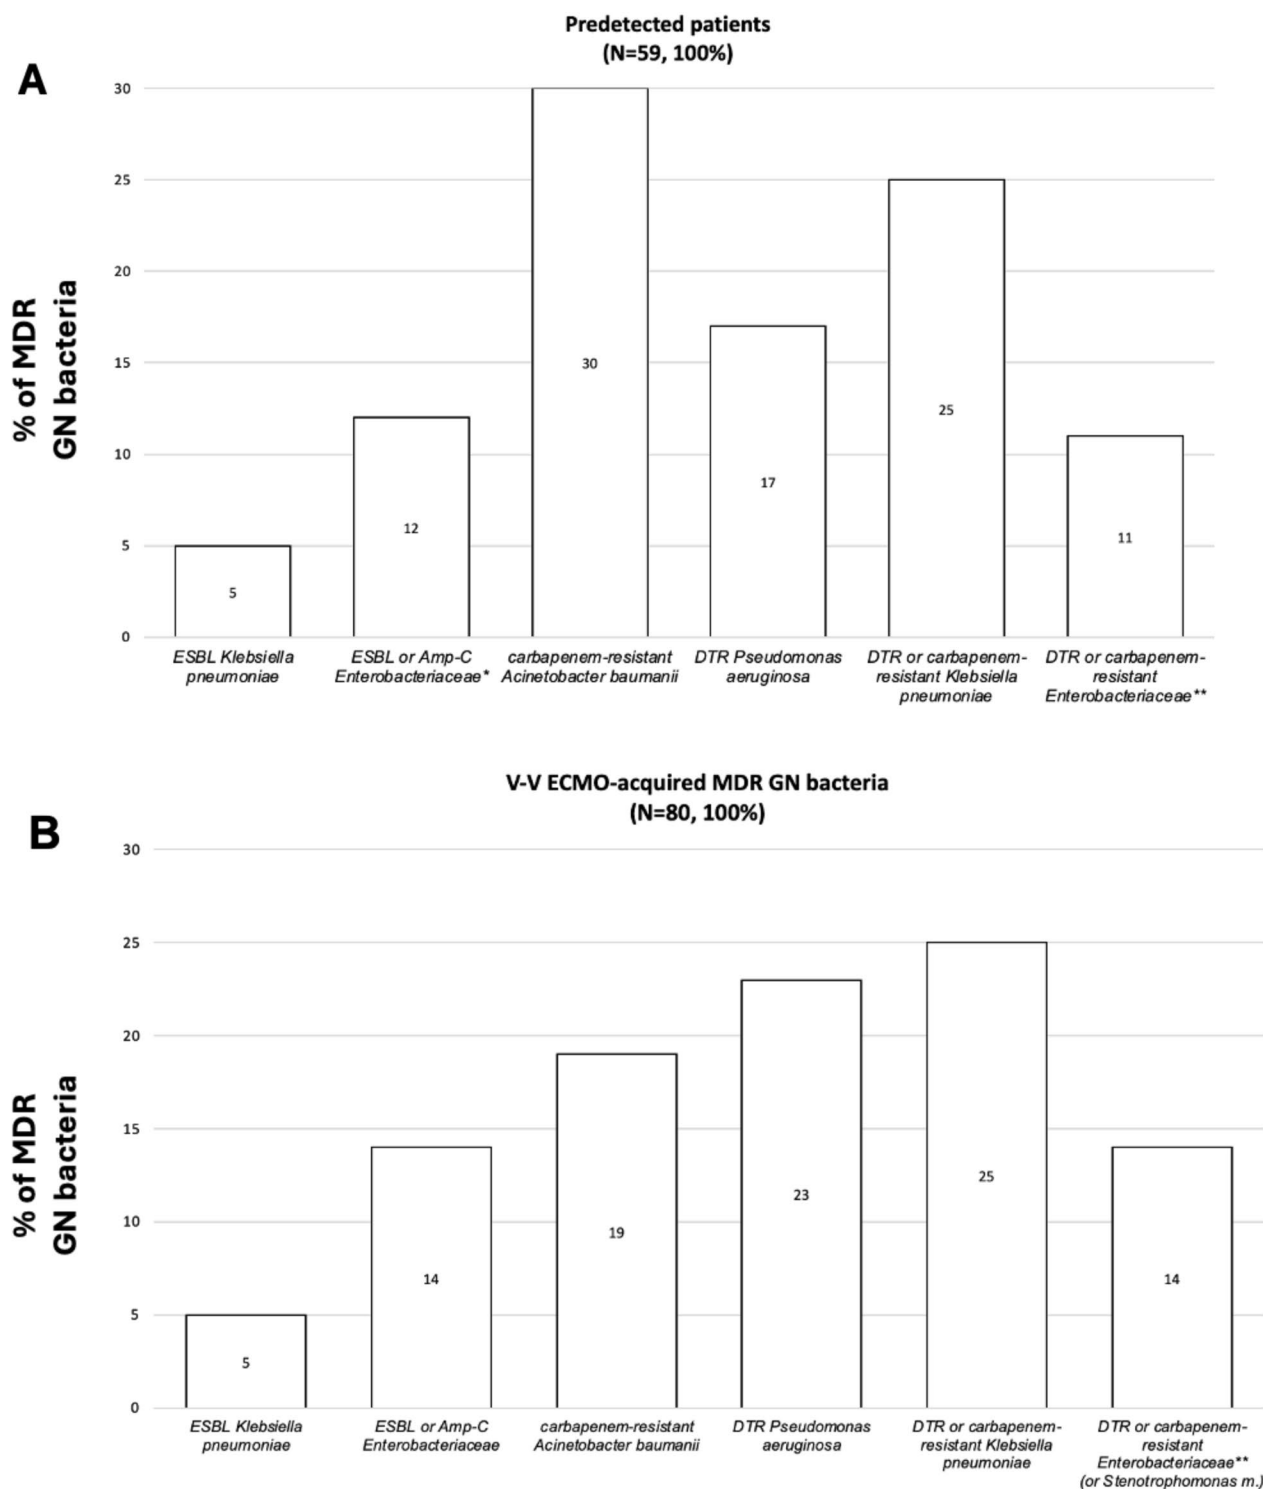 Predetected patients
(N=59, 100%)
A
30
25
20
15
10
5
0
% of MDR
GN bacteria
5
12
30
17
25
11
ESBL Klebsiella
pneumoniae
ESBL or Amp-C
Enterobacteriaceae*
carbapenem-resistant
Acinetobacter baumanii
DTR Pseudomonas
aeruginosa
DTR or carbapenem-
resistant Klebsiella
pneumoniae
DTR or carbapenem-
resistant
Enterobacteriaceae**
V-V ECMO-acquired MDR GN bacteria
(N=80, 100%)
B
30
25
20
15
10
5
0
% of MDR
GN bacteria
5
14
19
23
25
14
ESBL Klebsiella
pneumoniae
ESBL or Amp-C
Enterobacteriaceae
carbapenem-resistant
Acinetobacter baumanii
DTR Pseudomonas
aeruginosa
DTR or carbapenem-
resistant Klebsiella
pneumoniae
DTR or carbapenem-
resistant
Enterobacteriaceae**
(or Stenotrophomonas m.)